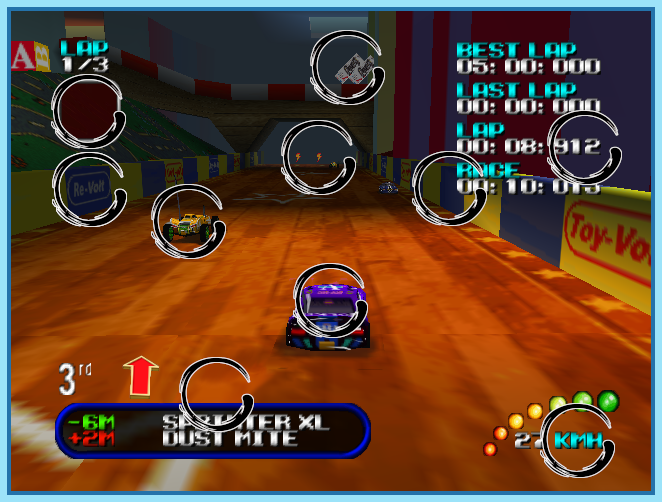 LAP
1/3
BEST LAP
05: 00: 000
LAST LAP
00: 00: 000
LAP
00: 08: 912
RACE
A
B
Re-Volt
Toy-Vo
3rd
-6M SPRINTER XL
+2M DUST MITE
KMH